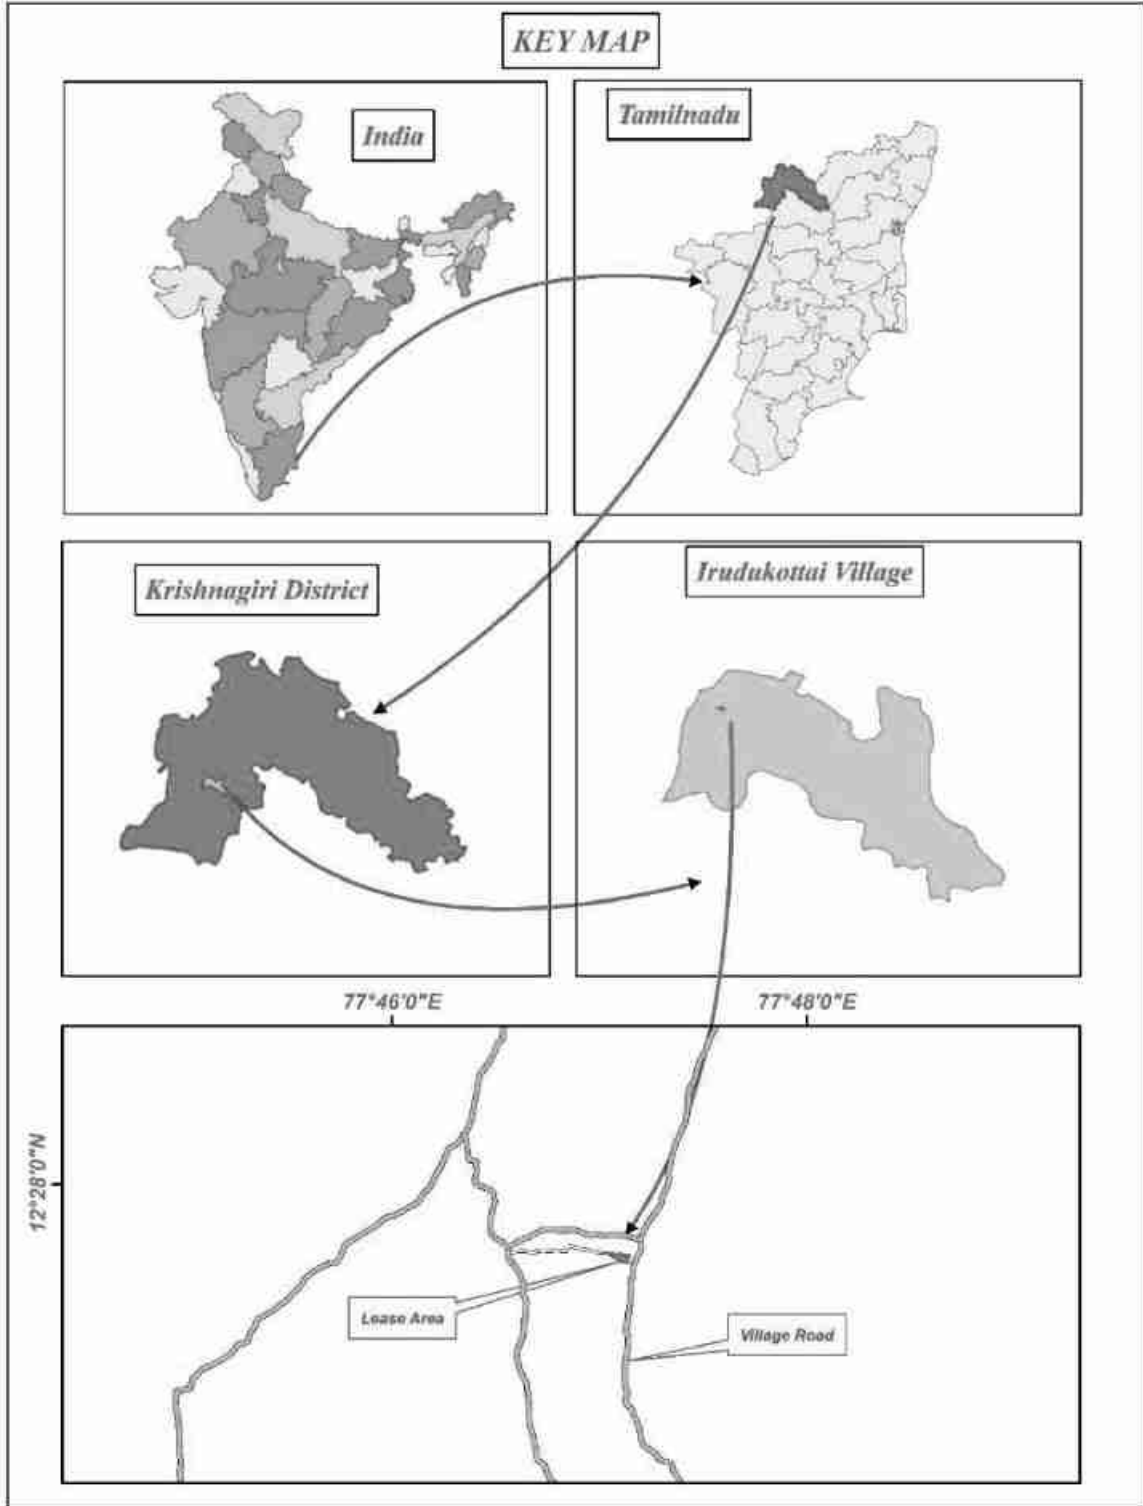 KEY MAP
India
Tamilnadu
Krishnagiri District
Irudukottai Village
77°46'0"E
77°48'0"E
12°28'0"N
Lease Area
Village Road